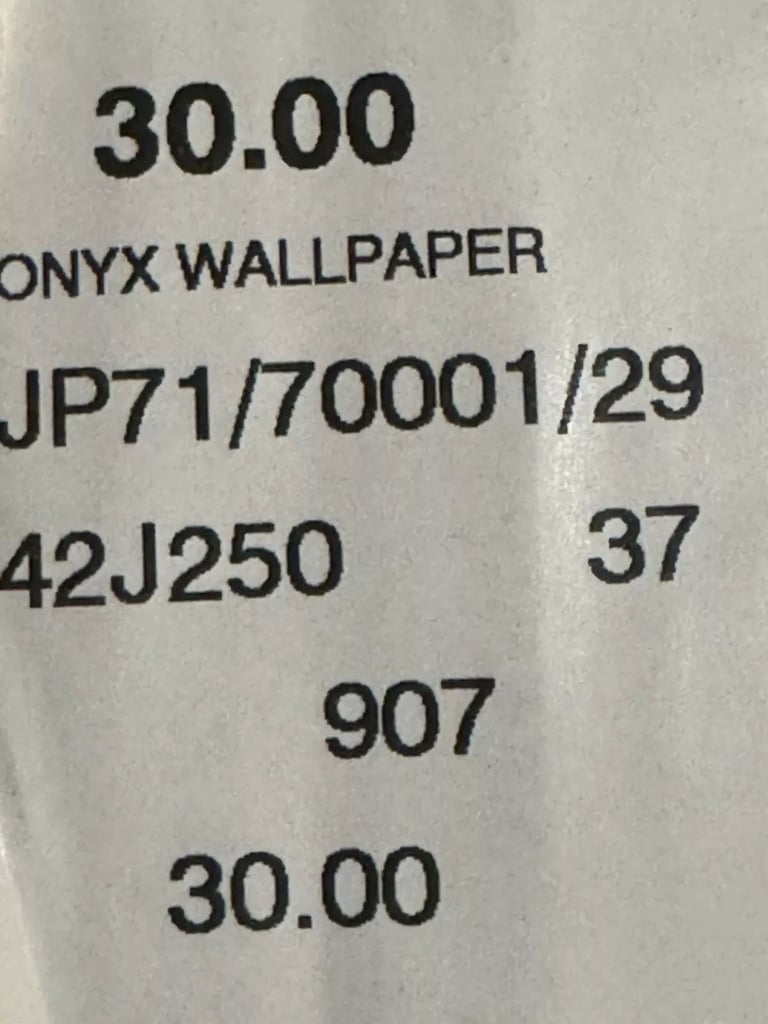 30.00
ONYX WALLPAPER
JP71/70001/29
42J250 37
907
30.00